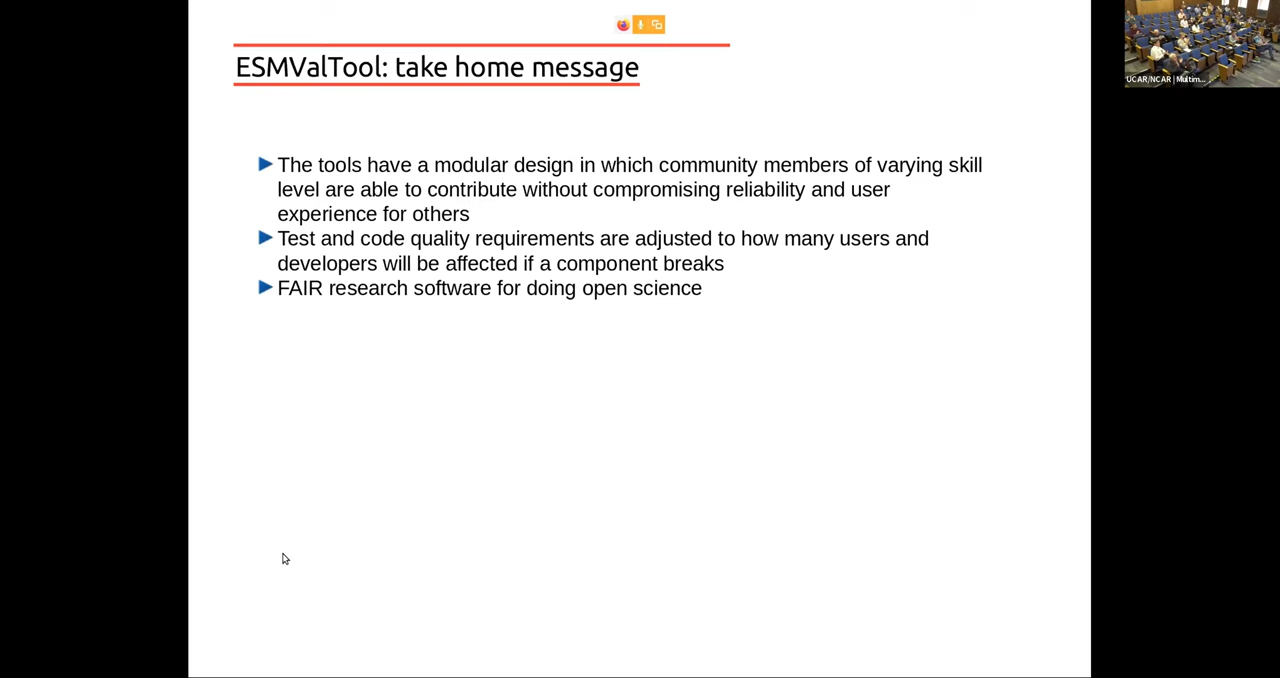 ESMValTool: take home message
UCAR/NCAR | Multim...
The tools have a modular design in which community members of varying skill
level are able to contribute without compromising reliability and user
experience for others
Test and code quality requirements are adjusted to how many users and
developers will be affected if a component breaks
FAIR research software for doing open science